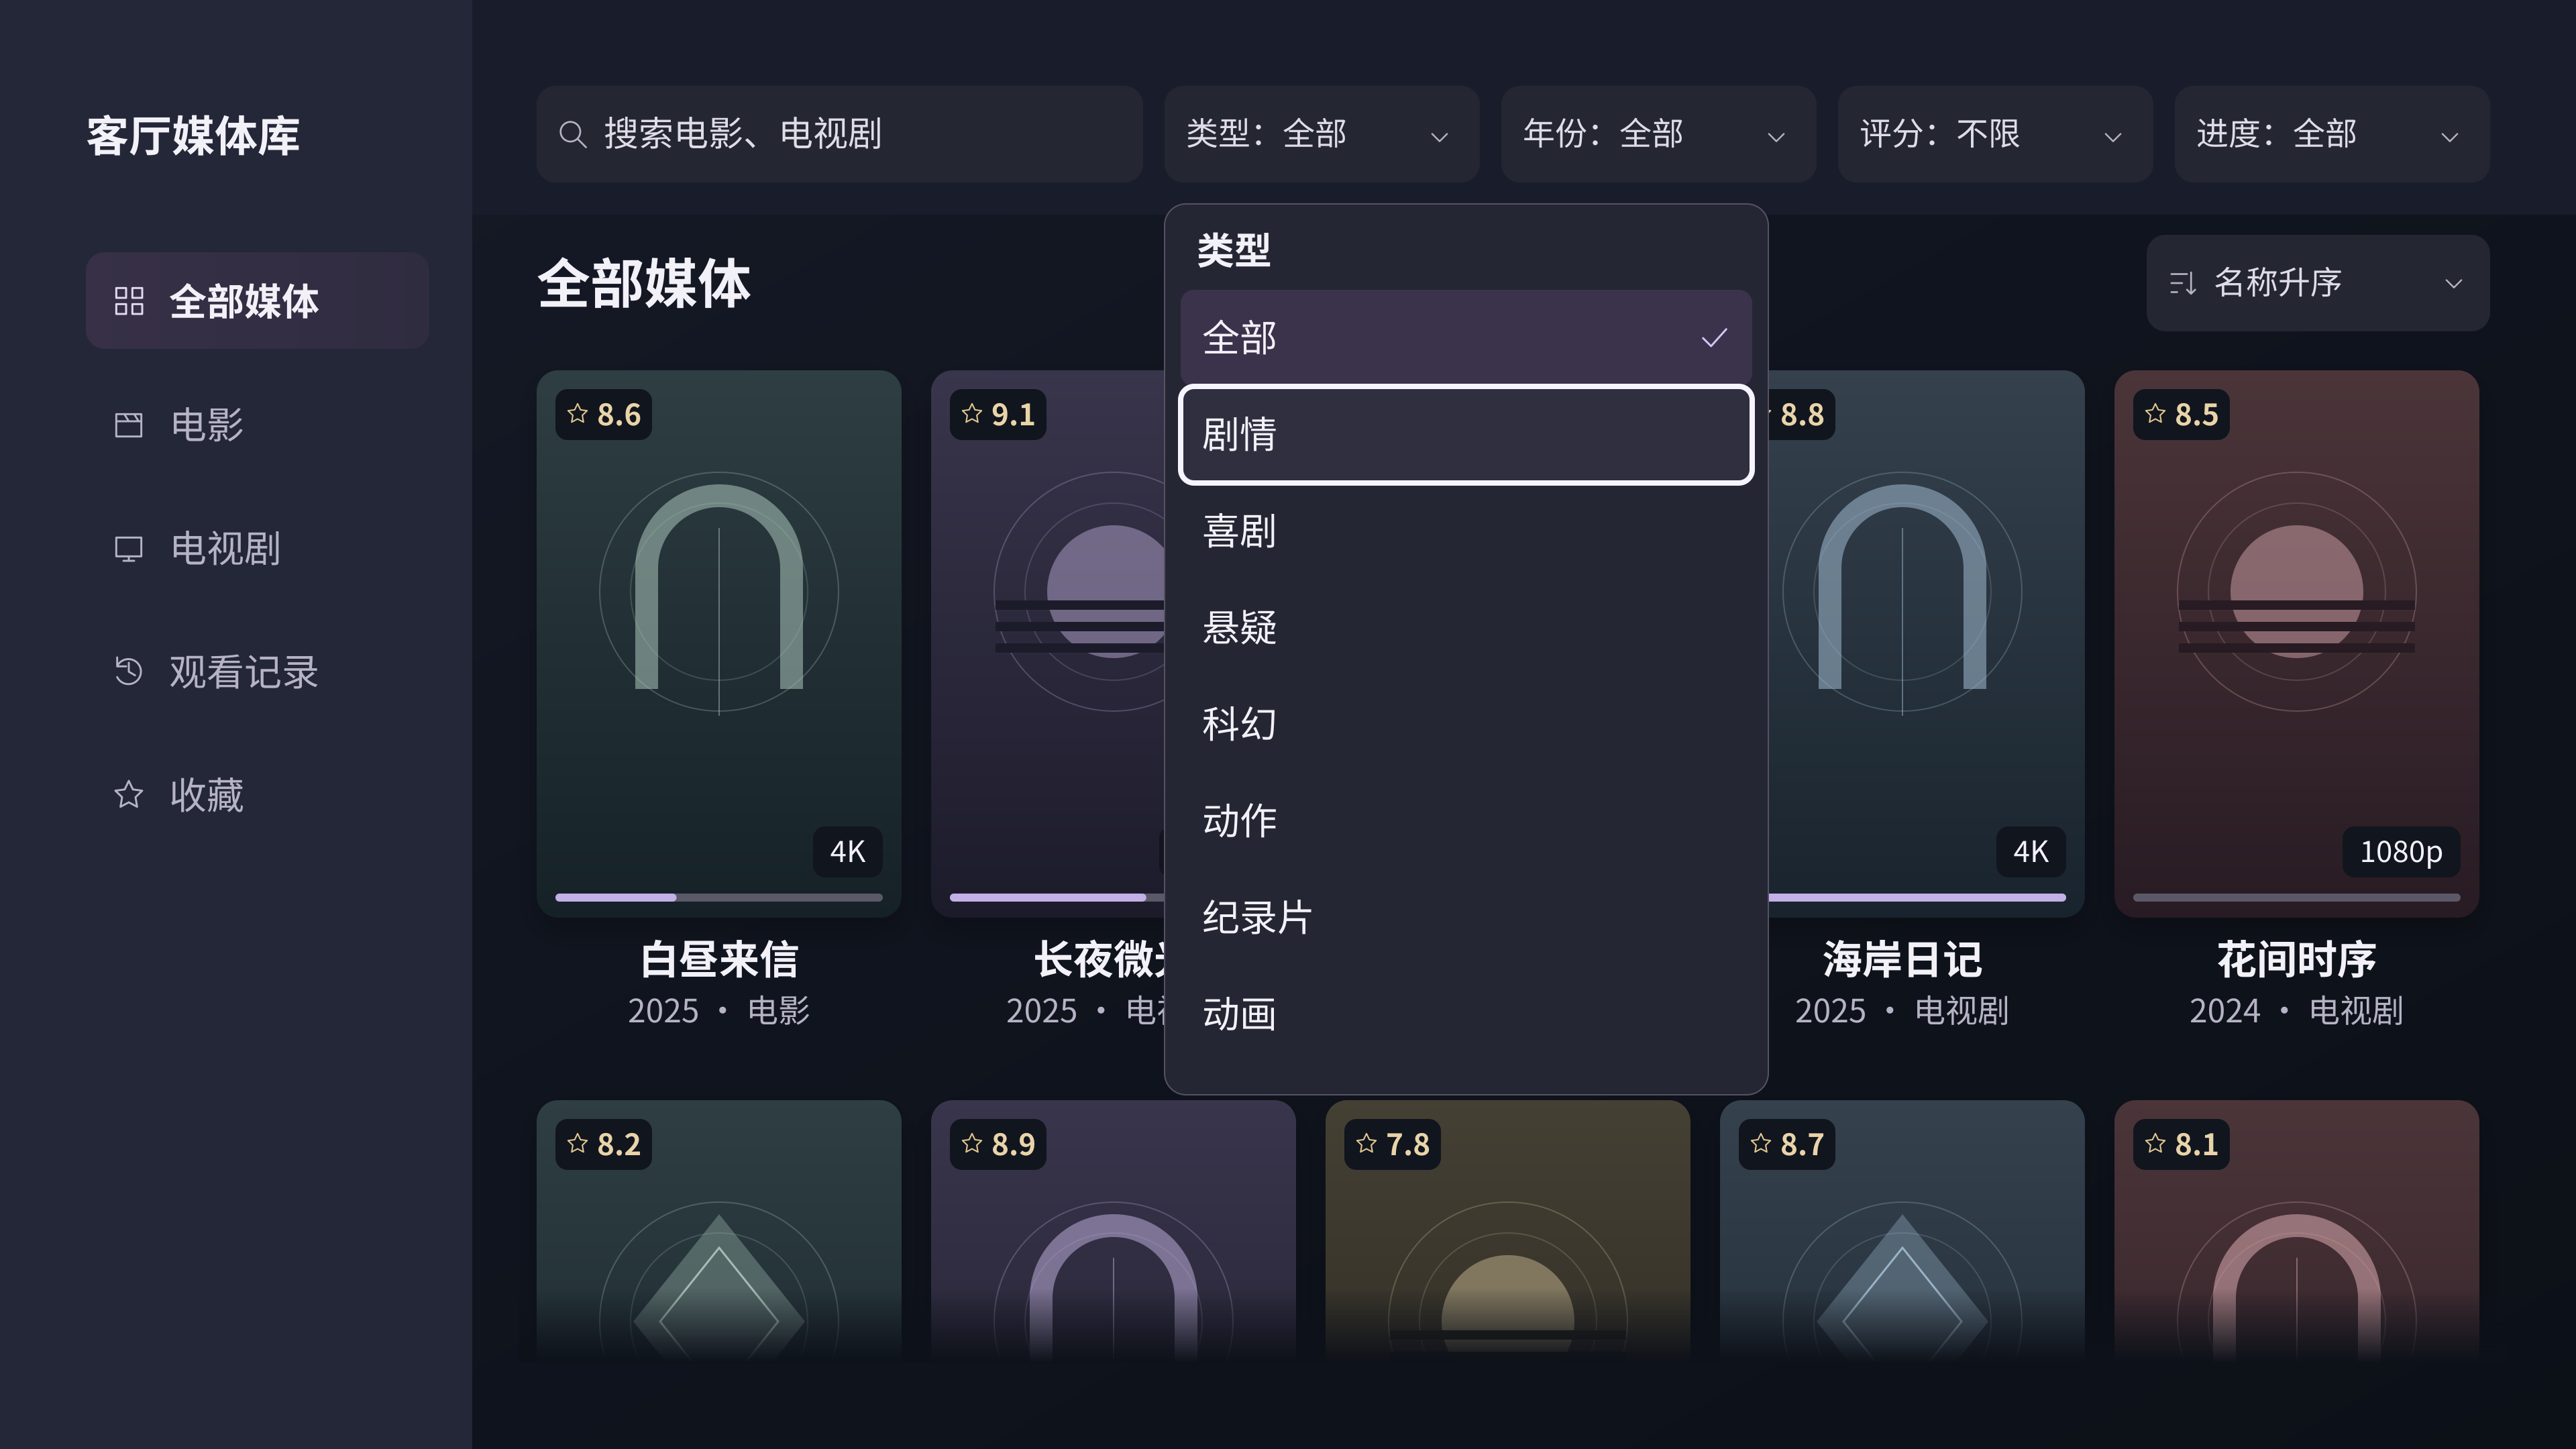 客厅媒体库
全部媒体
电影
电视剧
观看记录
收藏
搜索电影、电视剧
类型：全部
年份：全部
评分：不限
进度：全部
全部媒体
名称升序
类型
全部
剧情
喜剧
悬疑
科幻
动作
纪录片
动画
8.6
4K
白昼来信
2025 · 电影
9.1
长夜微
2025 · 电
8.8
4K
海岸日记
2025 · 电视剧
8.5
1080p
花间时序
2024 · 电视剧
8.2
8.9
7.8
8.7
8.1